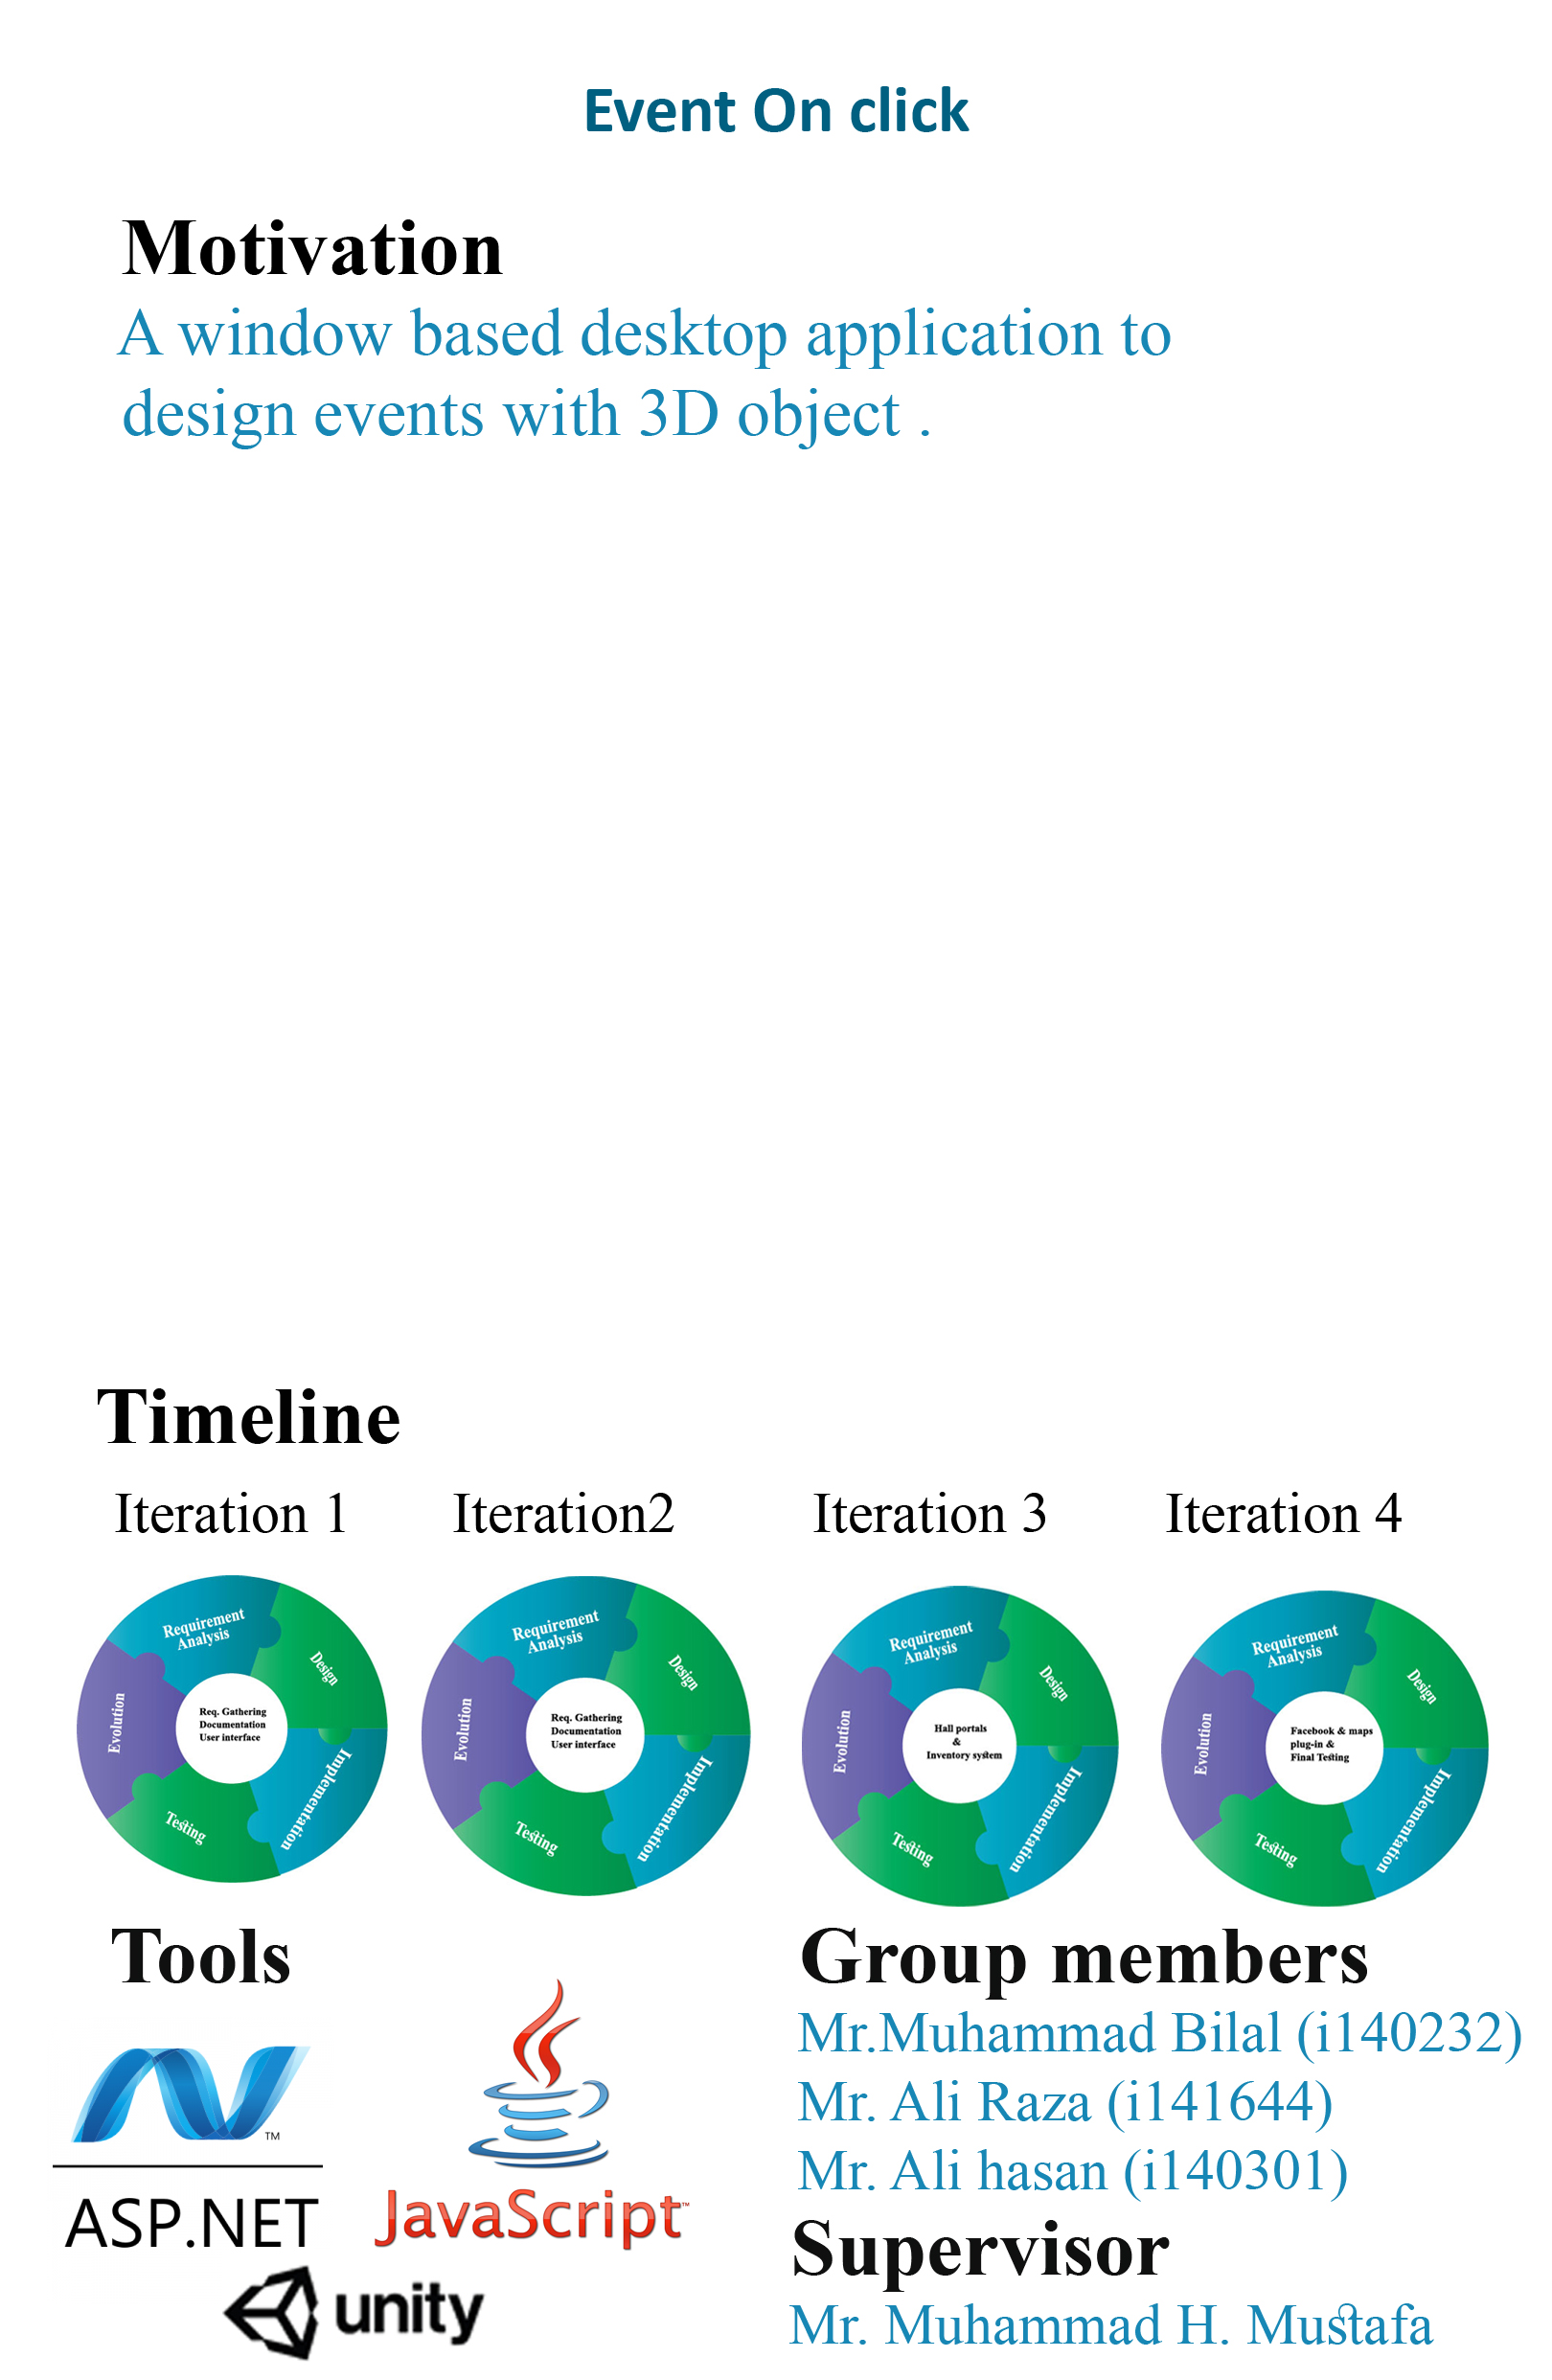 Event On click
Motivation
A window based desktop application to
design events with 3D object .
Timeline
Iteration 1
Iteration2
Iteration 3
Iteration 4
Requirement
Analysis
Design
Implementation
Testing
Evolution
Req. Gathering
Documentation
User interface
Requirement
Analysis
Design
Implementation
Testing
Evolution
Req. Gathering
Documentation
User interface
Requirement
Analysis
Design
Implementation
Testing
Evolution
Hall portals
&
Inventory system
Requirement
Analysis
Design
Implementation
Testing
Evolution
Facebook & maps
plug-in &
Final Testing
Tools
TM
ASP.NET
JavaScript™
unity
Group members
Mr.Muhammad Bilal (i140232)
Mr. Ali Raza (i141644)
Mr. Ali hasan (i140301)
Supervisor
Mr. Muhammad H. Mustafa